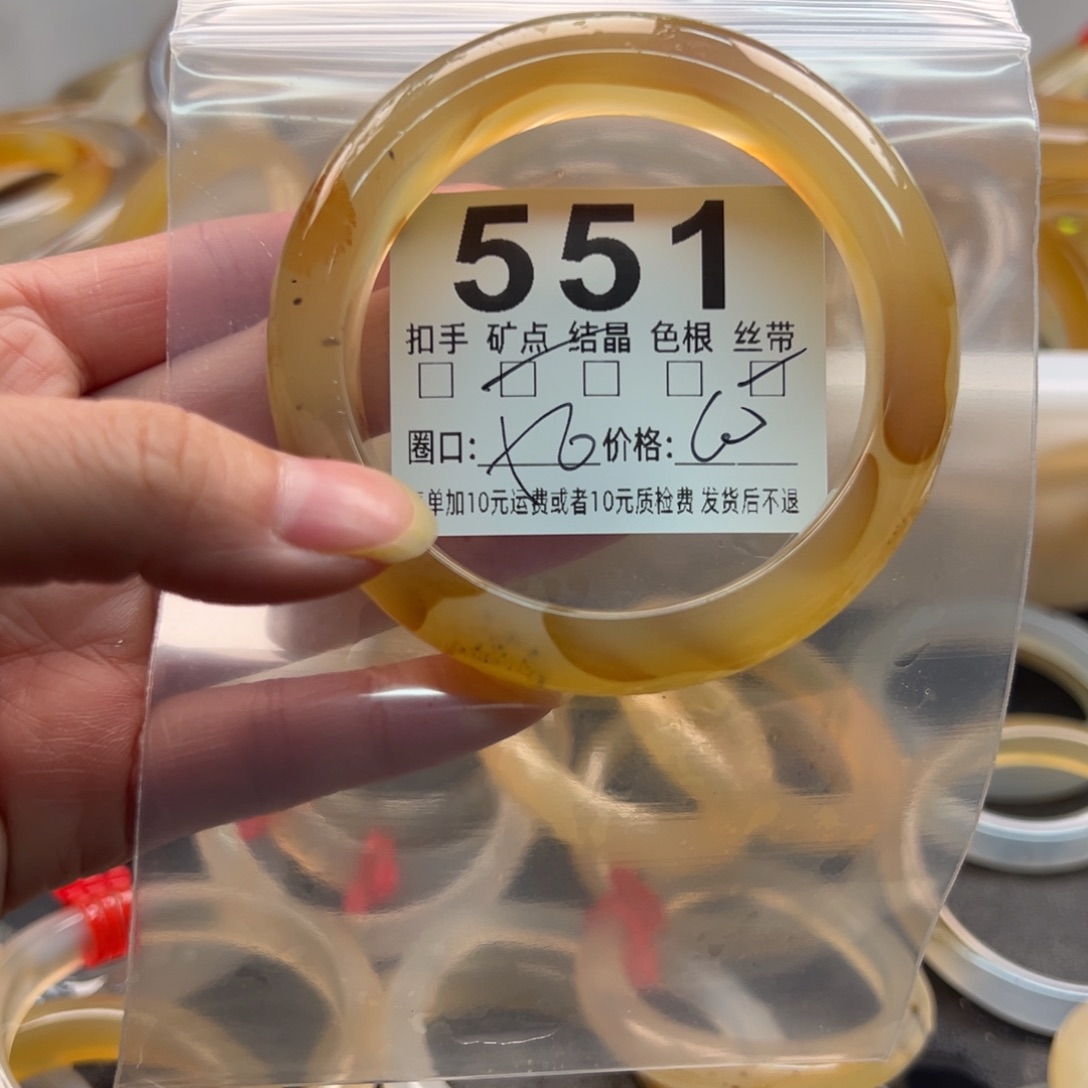 551
扣手 矿点 结晶 色根 丝带
圈口: 价格:
单加10元运费或者10元质检费 发货后不退